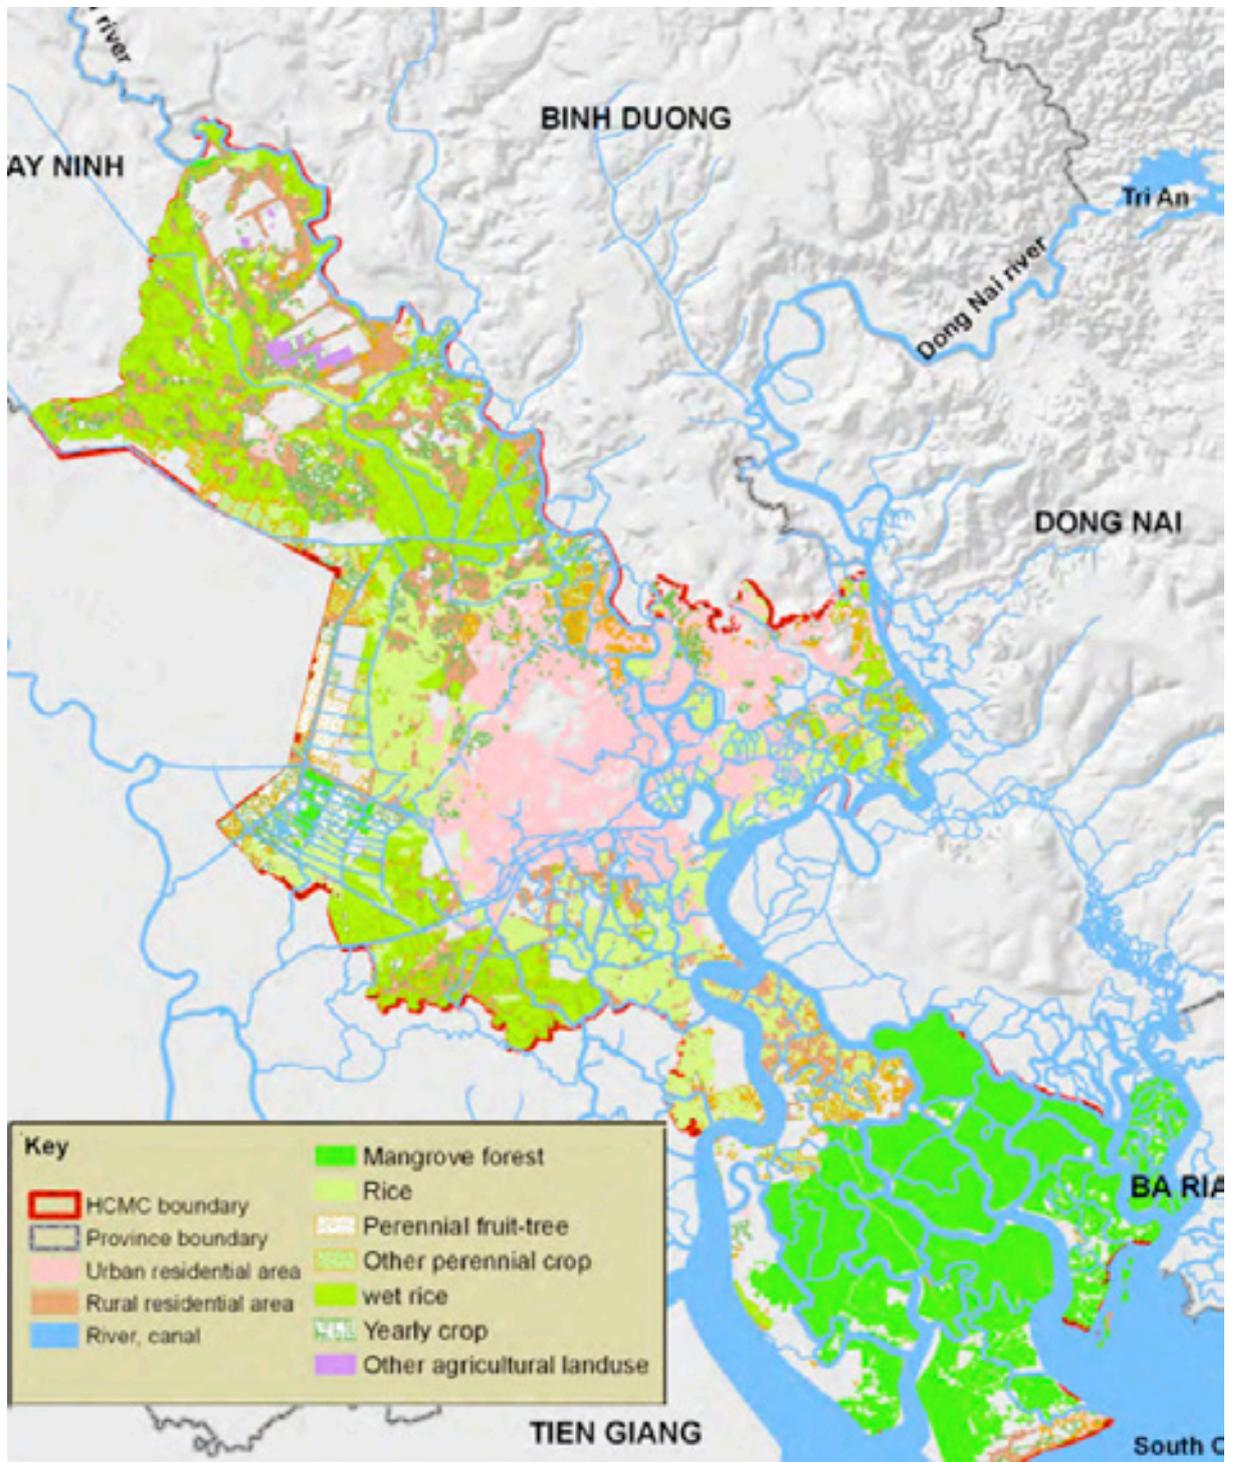 river
BINH DUONG
AY NINH
Tri An
Dong Nai river
DONG NAI
Key
HCMC boundary
Province boundary
Urban residential area
Rural residential area
River, canal
Mangrove forest
Rice
Perennial fruit-tree
Other perennial crop
wet rice
Yearly crop
Other agricultural landuse
BA RIA
TIEN GIANG
South C